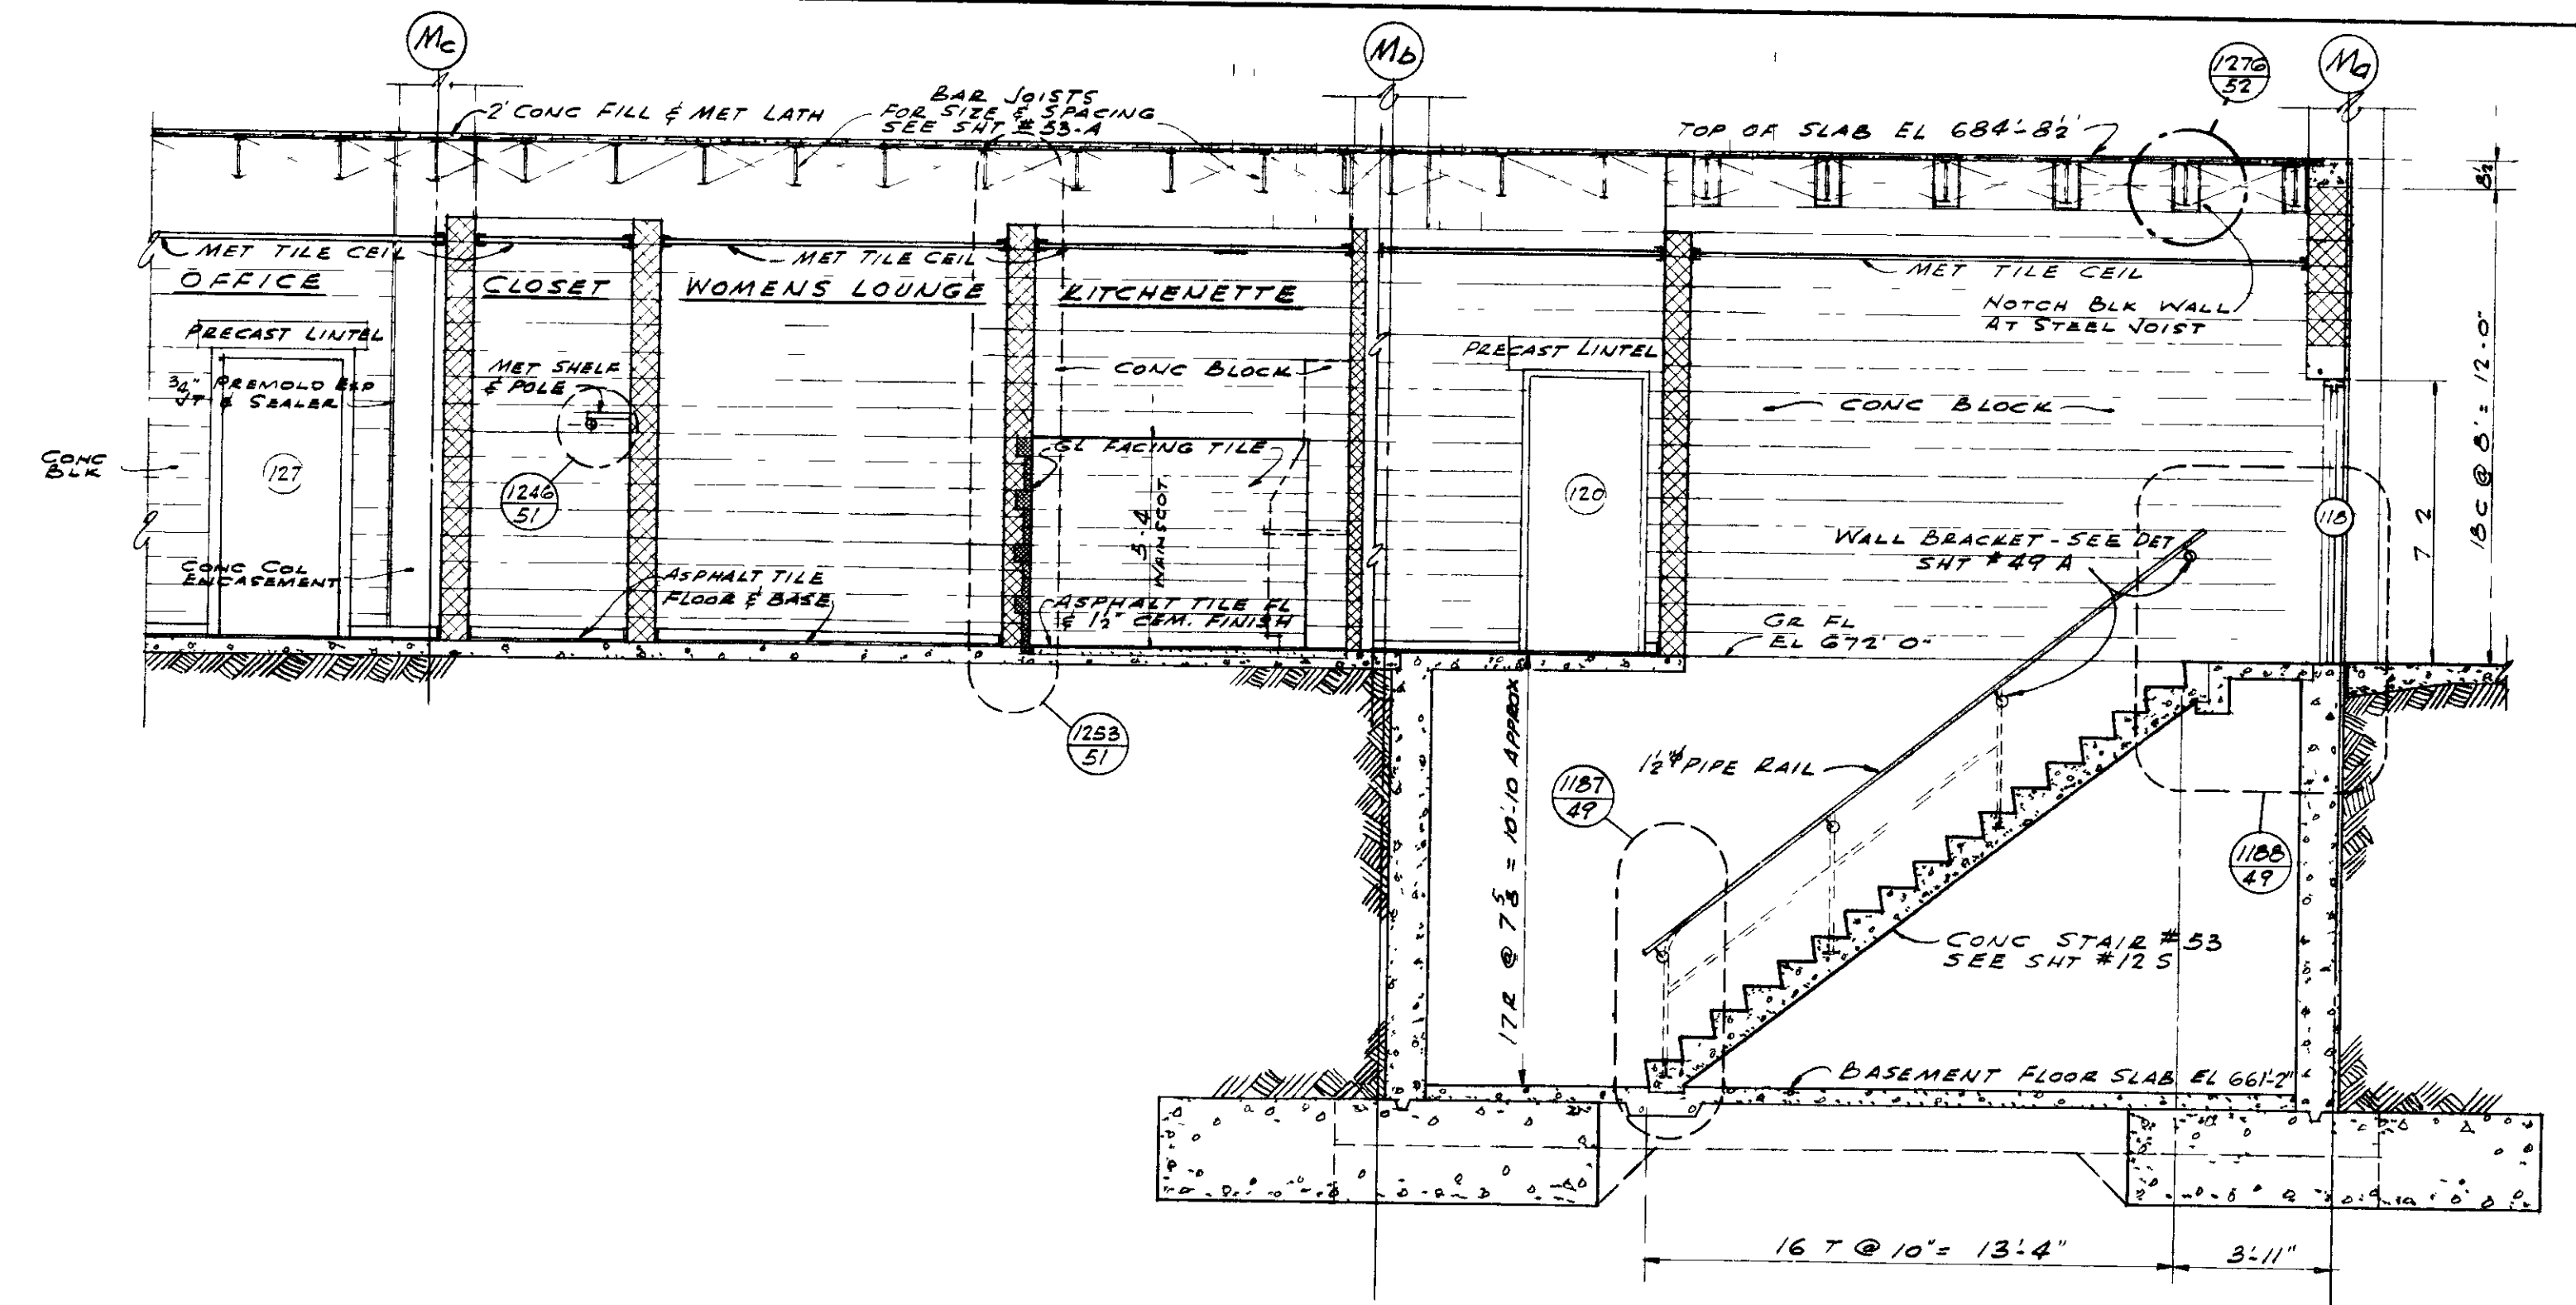 Mc
Mb
Ma
1276
52
2" CONC FILL & MET LATH
BAR JOISTS
FOR SIZE & SPACING
SEE SHT #53-A
TOP OF SLAB EL 684'-8½"
8½
MET TILE CEIL
OFFICE
CLOSET
MET TILE CEIL
WOMENS LOUNGE
KITCHENETTE
MET TILE CEIL
NOTCH BLK WALL
AT STEEL JOIST
PRECAST LINTEL
¾" PREMOLD EXP
JT & SEALER
MET SHELF
& POLE
CONC BLOCK
PRECAST LINTEL
CONC BLOCK
18 C @ 8" = 12'-0"
7 2
CONC
BLK
127
1246
51
GL FACING TILE
5-4
WAINSCOT
120
118
WALL BRACKET - SEE DET
SHT #49 A
CONC COL
ENCASEMENT
ASPHALT TILE
FLOOR & BASE
ASPHALT TILE FL
& 1½" CEM. FINISH
GR FL
EL 672'0"
1253
51
17 R @ 7⅝ = 10'-10 APPROX
1½"φ PIPE RAIL
1187
49
1188
49
CONC STAIR #53
SEE SHT #12 S
BASEMENT FLOOR SLAB EL 661'-2"
16 T @ 10" = 13'-4"
3'-11"